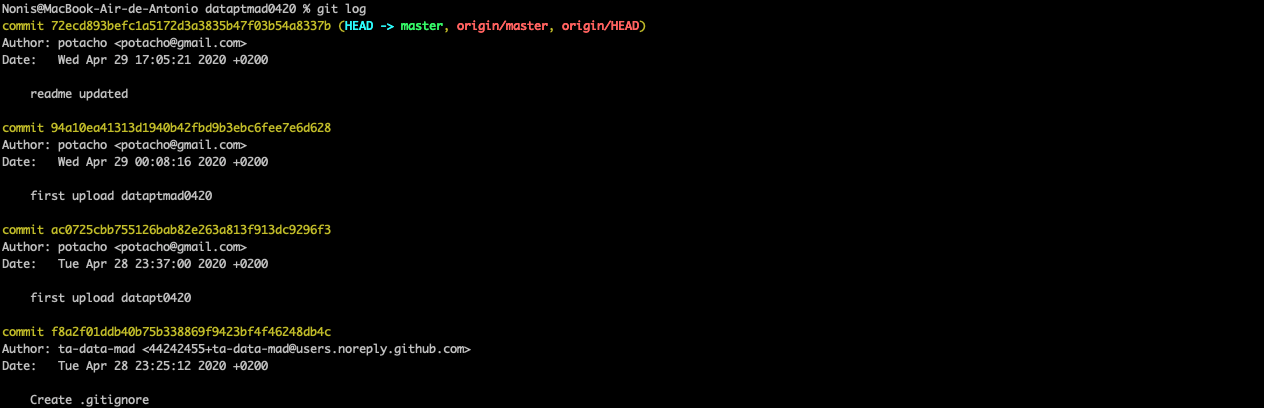 Nonis@MacBook-Air-de-Antonio dataptmad0420 % git log
commit 72ecd893befc1a5172d3a3835b47f03b54a8337b (HEAD -> master, origin/master, origin/HEAD)
Author: potacho <potacho@gmail.com>
Date:   Wed Apr 29 17:05:21 2020 +0200
    readme updated
commit 94a10ea41313d1940b42fbd9b3ebc6fee7e6d628
Author: potacho <potacho@gmail.com>
Date:   Wed Apr 29 00:08:16 2020 +0200
    first upload dataptmad0420
commit ac0725cbb755126bab82e263a813f913dc9296f3
Author: potacho <potacho@gmail.com>
Date:   Tue Apr 28 23:37:00 2020 +0200
    first upload datapt0420
commit f8a2f01ddb40b75b338869f9423bf4f46248db4c
Author: ta-data-mad <44242455+ta-data-mad@users.noreply.github.com>
Date:   Tue Apr 28 23:25:12 2020 +0200
    Create .gitignore